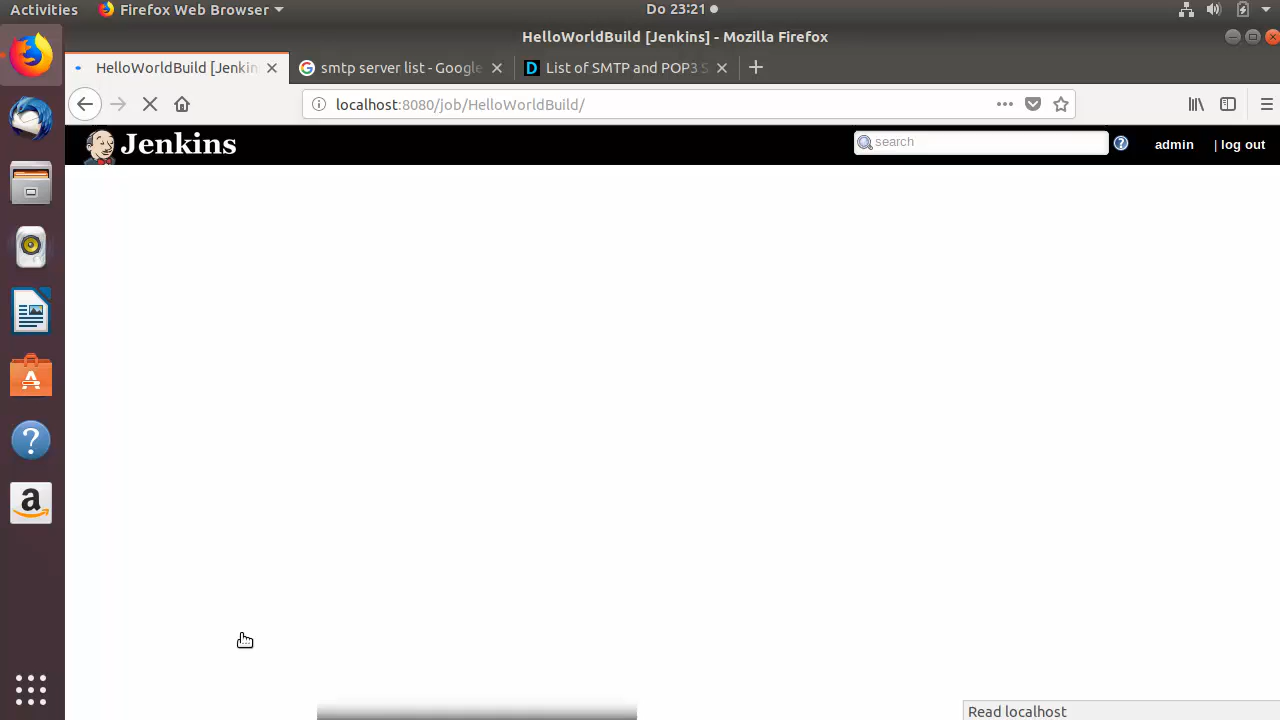 Activities
Firefox Web Browser
Do 23:21
HelloWorldBuild [Jenkins] - Mozilla Firefox
HelloWorldBuild [Jenkin
smtp server list - Google
List of SMTP and POP3 S
localhost:8080/job/HelloWorldBuild/
Jenkins
search
admin
| log out
Read localhost